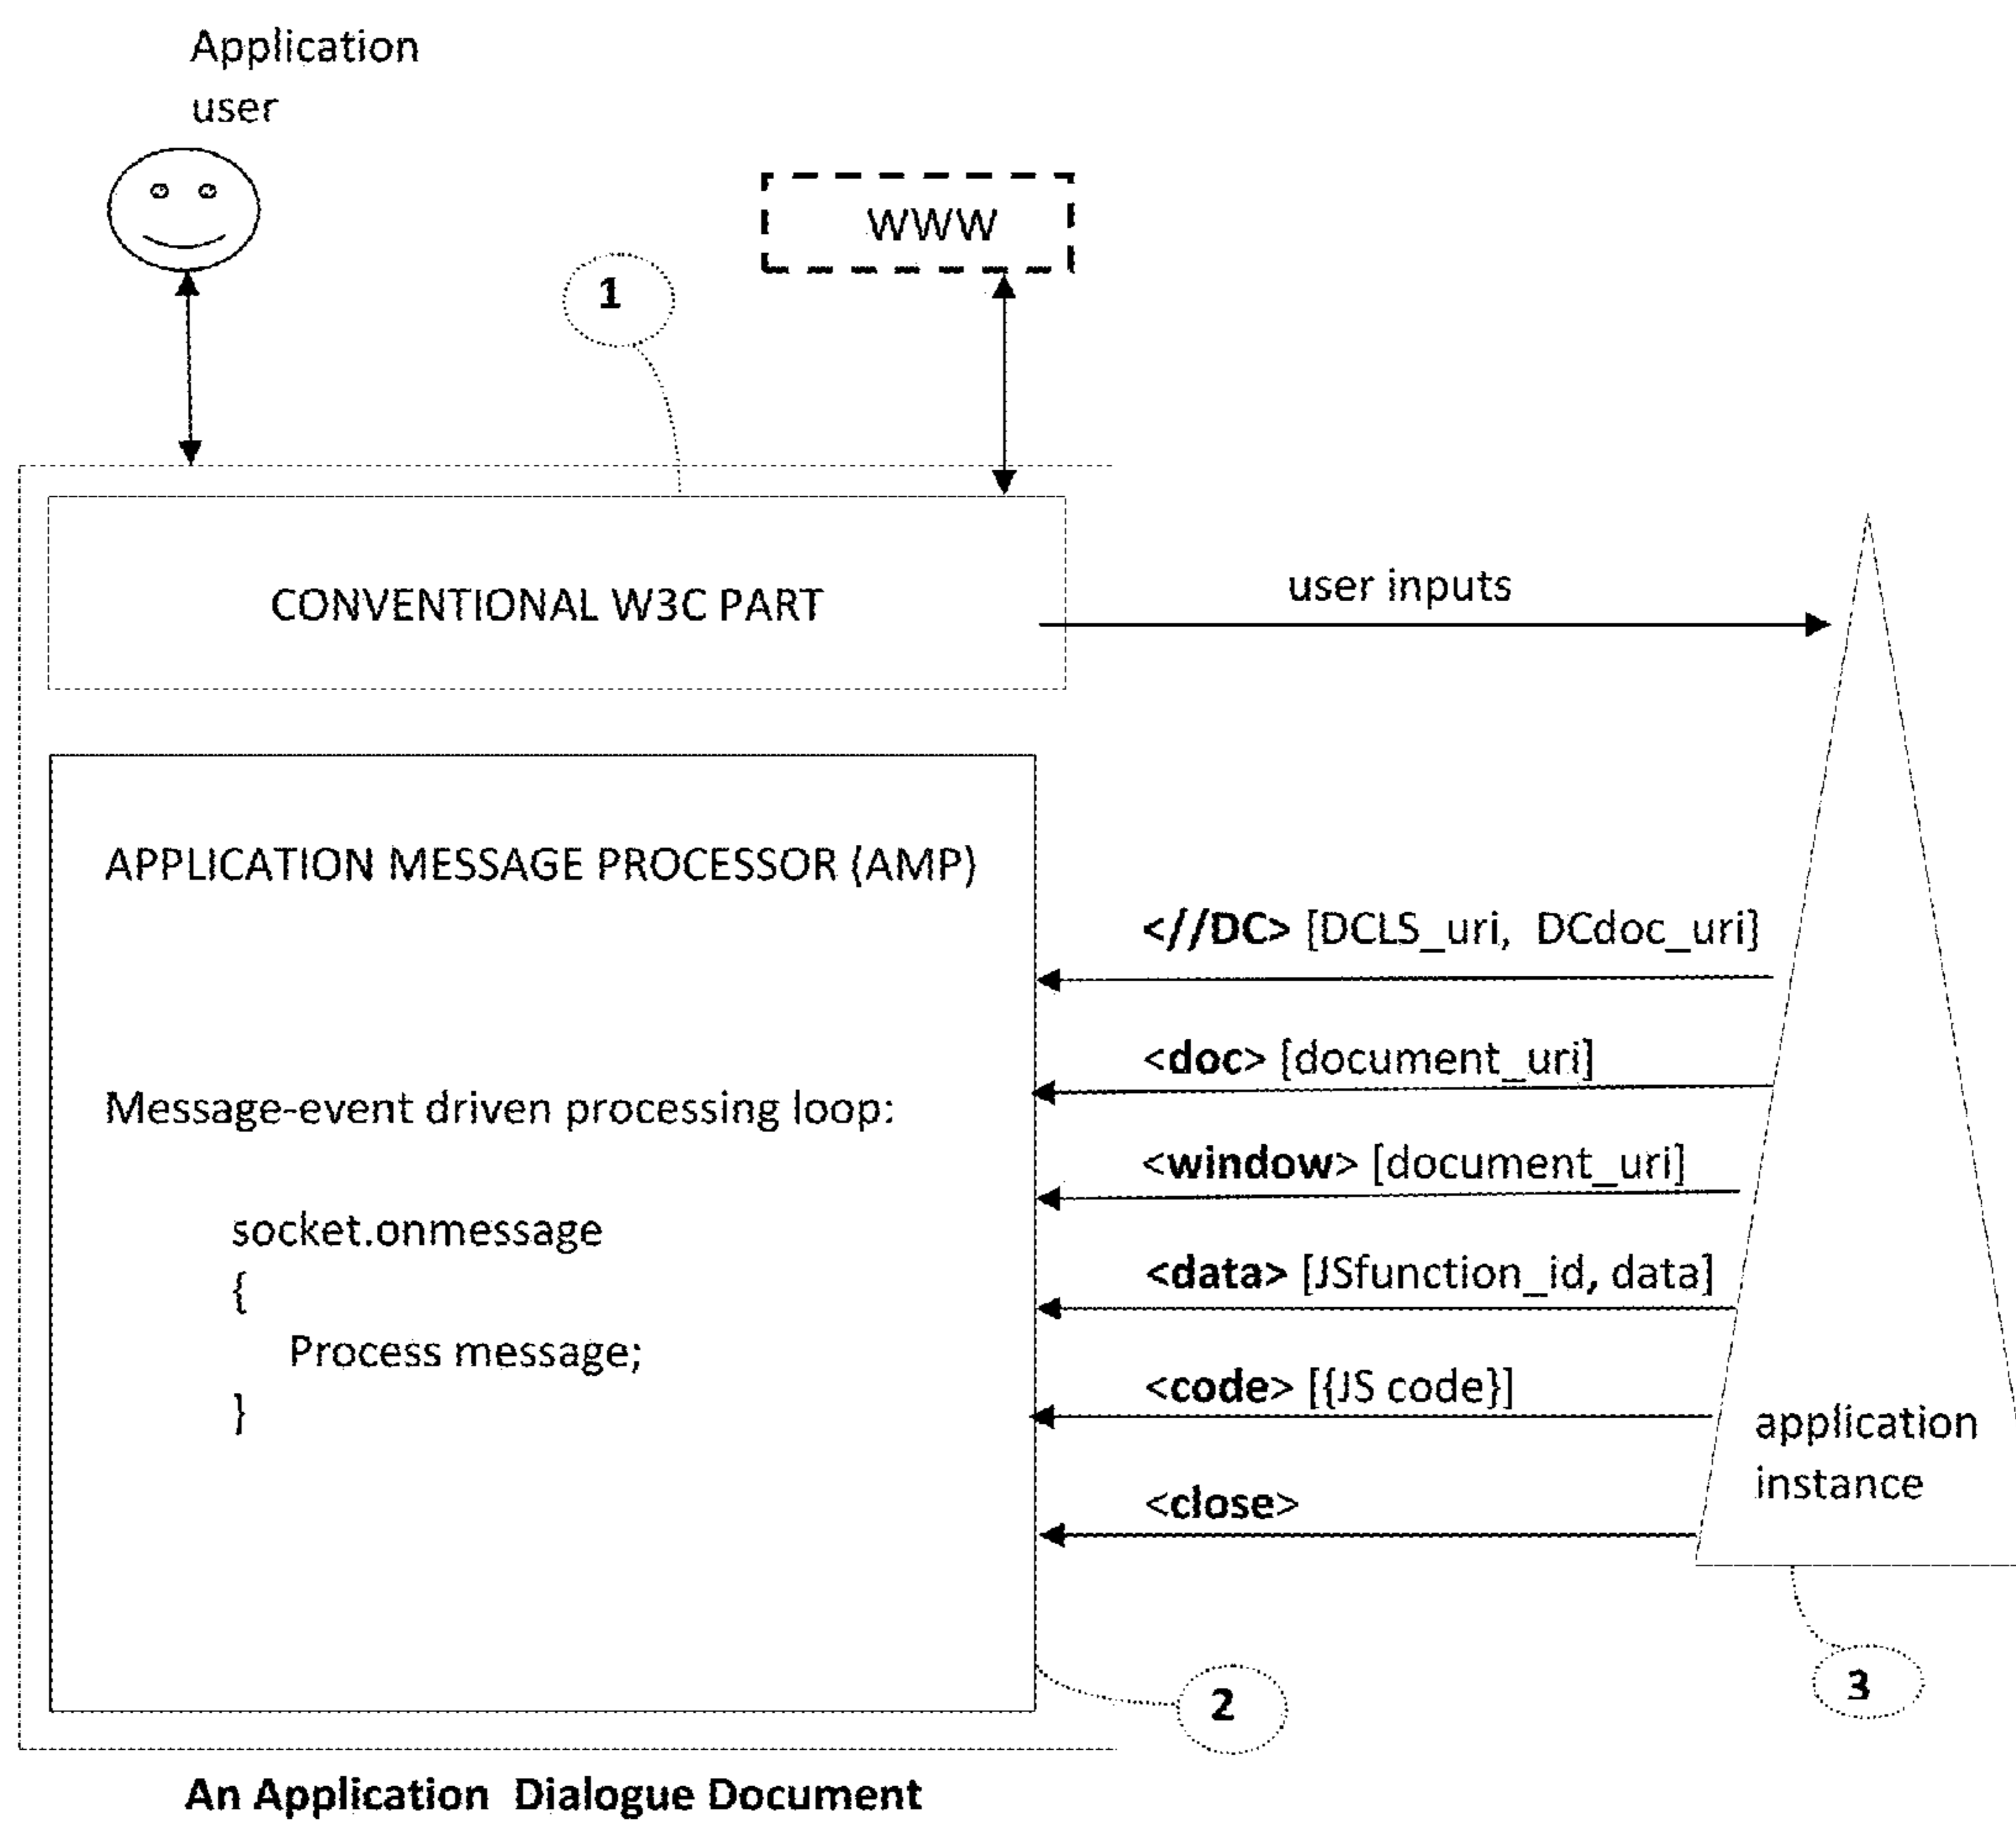 Application
user
WWW
1
CONVENTIONAL W3C PART
user inputs
APPLICATION MESSAGE PROCESSOR (AMP)
<//DC> [DCLS_uri, DCdoc_uri]
<doc> [document_uri]
Message-event driven processing loop:
<window> [document_uri]
socket.onmessage
{
<data> [JSfunction_id, data]
Process message;
<code> [{JS code}]
}
application
instance
<close>
3
2
An Application Dialogue Document